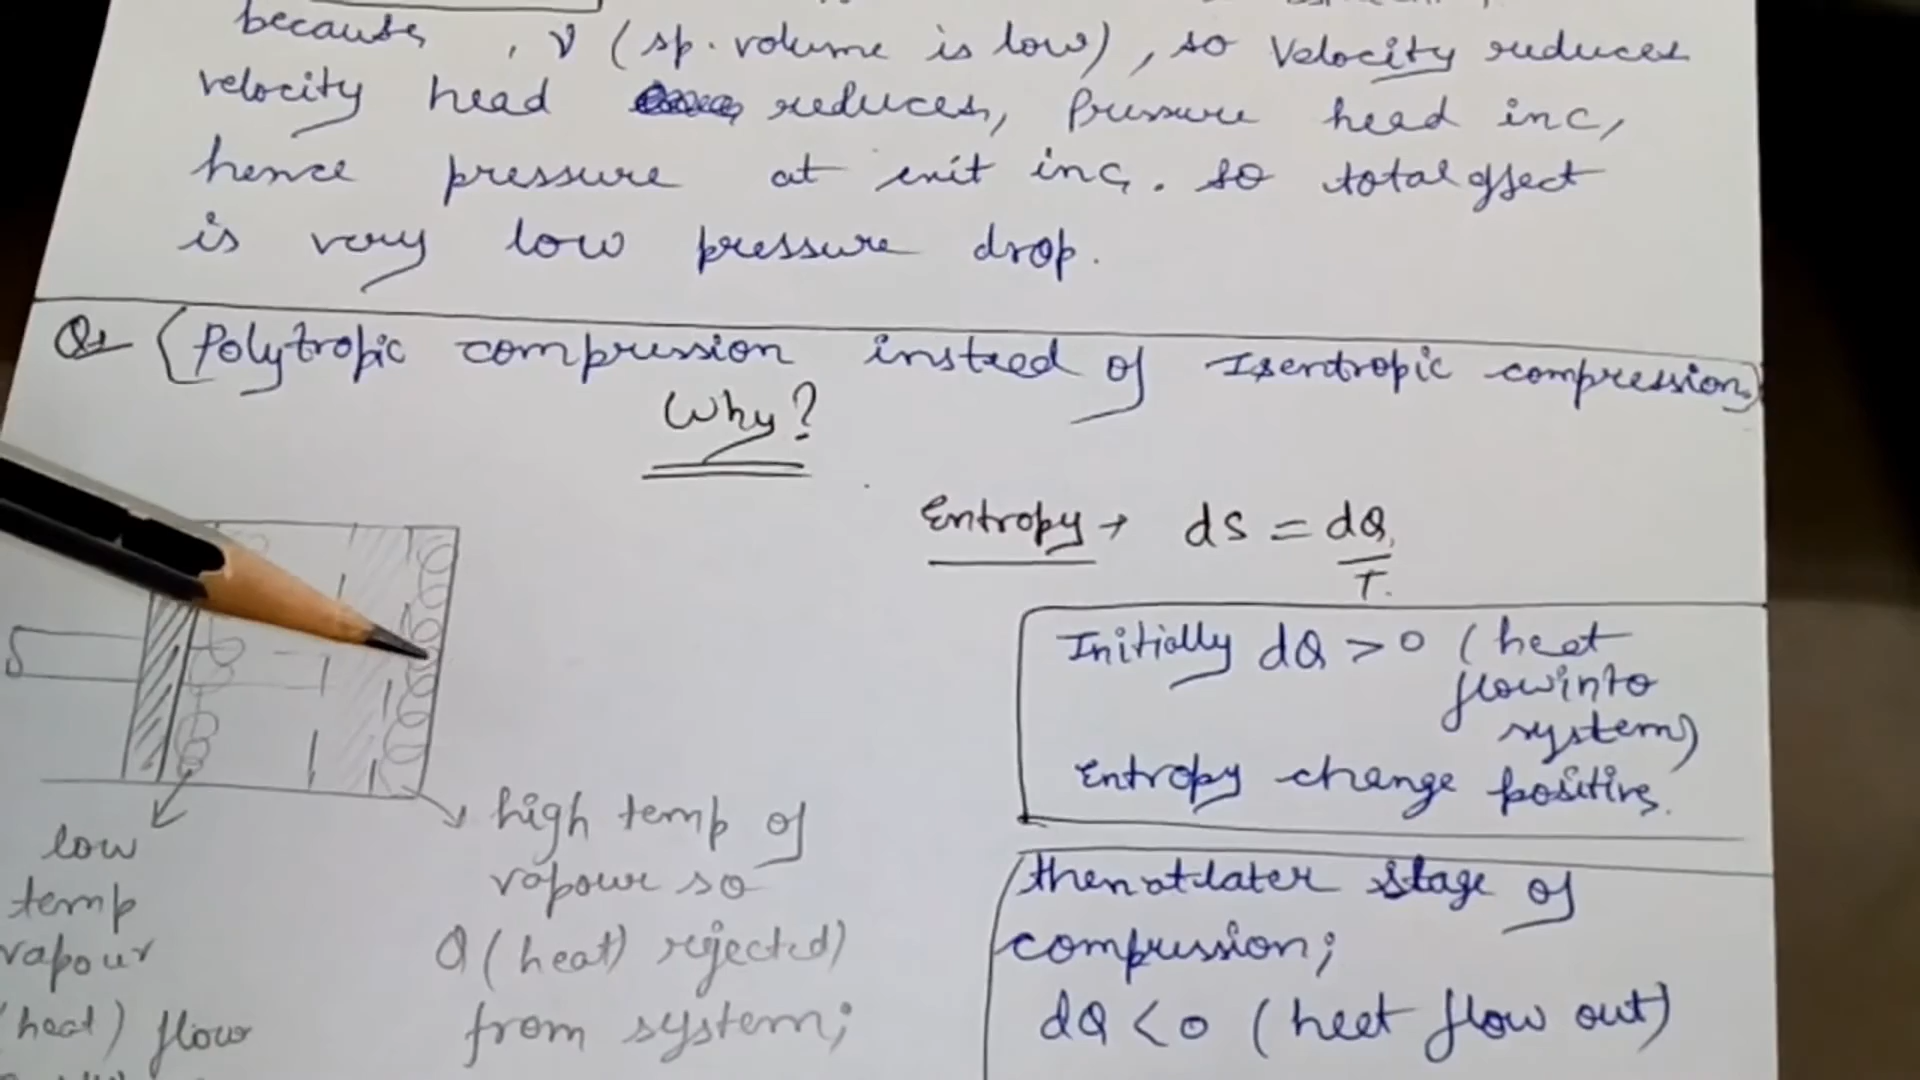 because , v (sp. volume is low), so Velocity reduces
velocity head reduces, Pressure head inc,
hence pressure at exit inc. so total effect
is very low pressure drop.
Q1 {Polytropic compression instead of Isentropic compression}
Why?
Entropy → dS = dQ/T.
Initially dQ > 0 (heat
flow into
system)
Entropy change positive.
low
temp
vapour
(heat) flow
high temp of
vapour so
Q (heat) rejected)
from system;
then at later stage of
compression;
dQ < 0 (heat flow out)